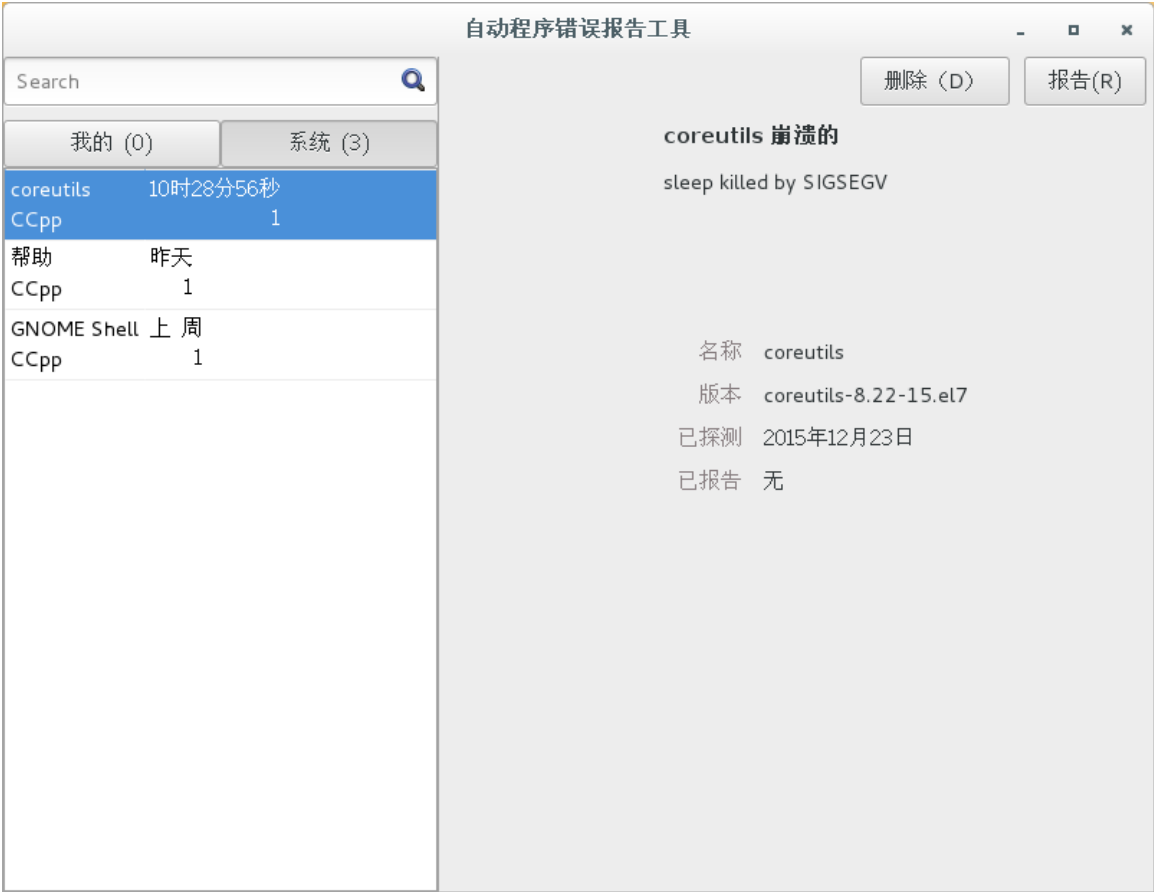 自动程序错误报告工具
Search
删除（D）
报告(R)
我的 (0)
系统 (3)
coreutils 10时28分56秒
CCpp 1
帮助 昨天
CCpp 1
GNOME Shell 上 周
CCpp 1
coreutils 崩溃的
sleep killed by SIGSEGV
名称 coreutils
版本 coreutils-8.22-15.el7
已探测 2015年12月23日
已报告 无